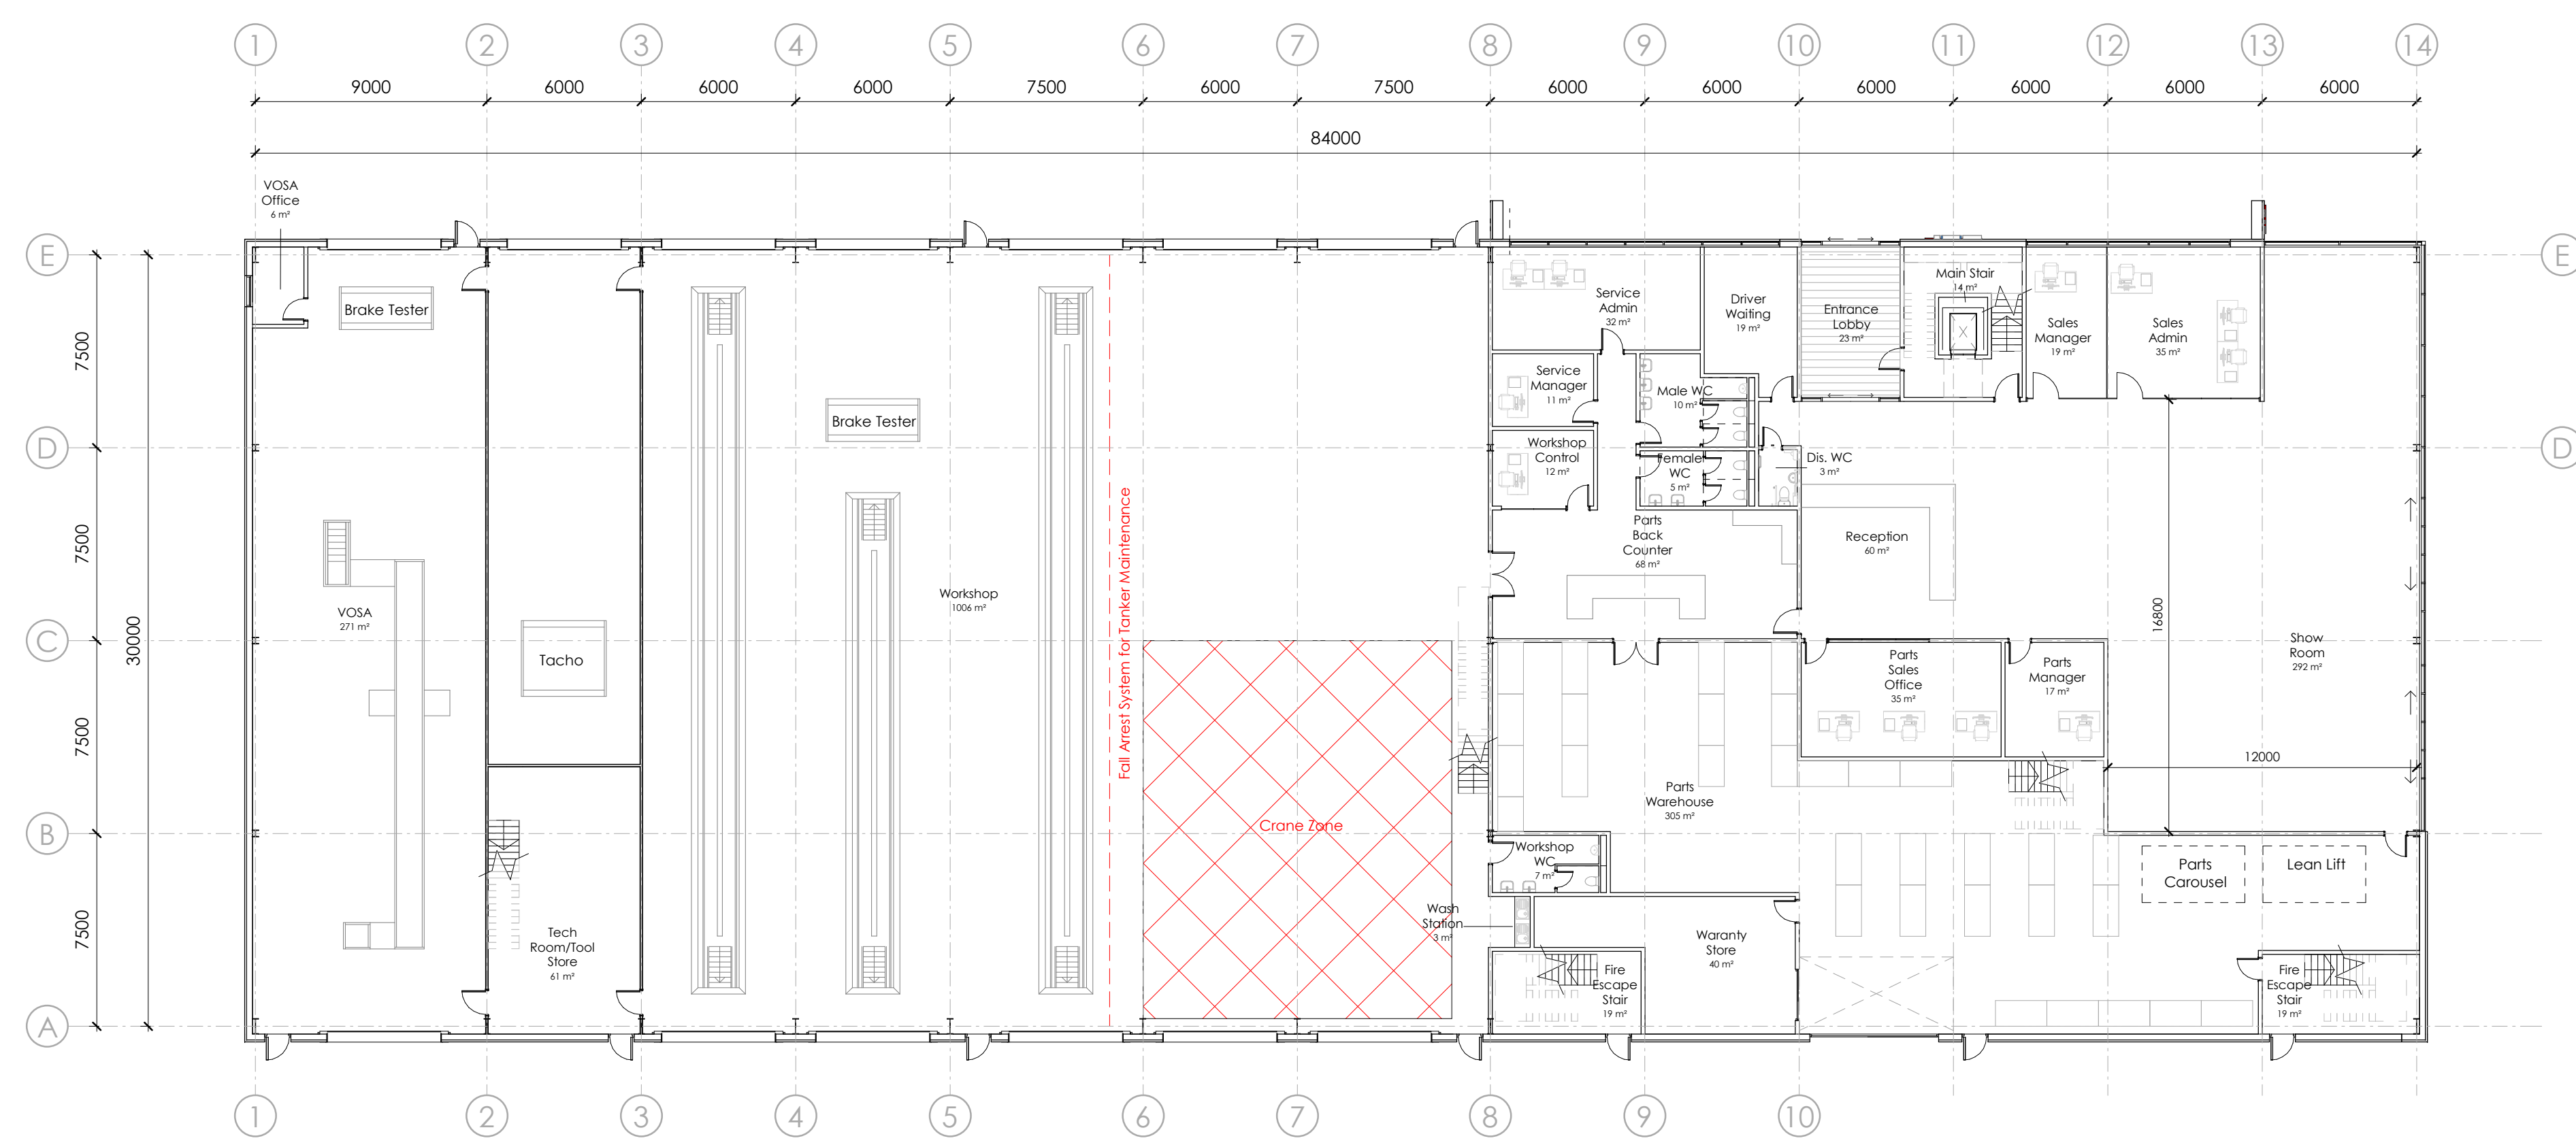 1 2 3 4 5 6 7 8 9 10 11 12 13 14
9000 6000 6000 6000 7500 6000 7500 6000 6000 6000 6000 6000 6000
84000
VOSA
Office
6 m²
E
E
D
D
C
B
A
7500
7500
7500
7500
30000
Brake Tester
VOSA
271 m²
Tacho
Tech
Room/Tool
Store
61 m²
Brake Tester
Workshop
1006 m²
Fall Arrest System for Tanker Maintenance
Crane Zone
Service
Admin
32 m²
Driver
Waiting
19 m²
Entrance
Lobby
23 m²
Main Stair
14 m²
X
Sales
Manager
19 m²
Sales
Admin
35 m²
Service
Manager
11 m²
Male WC
10 m²
Workshop
Control
12 m²
Female
WC
5 m²
Dis. WC
3 m²
Parts
Back
Counter
68 m²
Reception
60 m²
16800
Show
Room
292 m²
Parts
Sales
Office
35 m²
Parts
Manager
17 m²
12000
Parts
Warehouse
305 m²
Workshop
WC
7 m²
Parts
Carousel
Lean Lift
Wash
Station
3 m²
Waranty
Store
40 m²
Fire
Escape
Stair
19 m²
Fire
Escape
Stair
19 m²
1 2 3 4 5 6 7 8 9 10